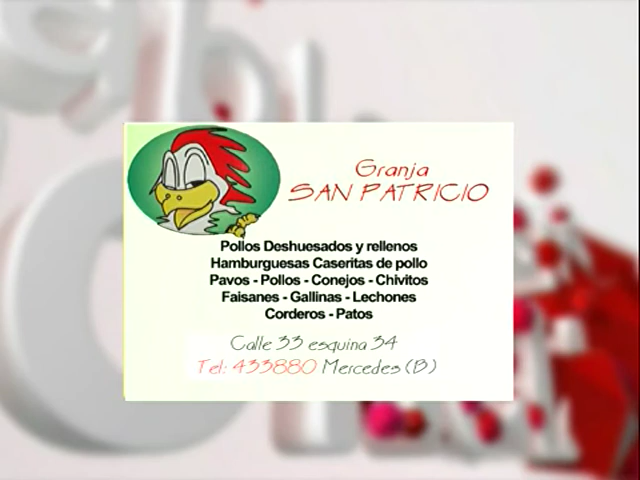 Granja
SAN PATRICIO
Pollos Deshuesados y rellenos
Hamburguesas Caseritas de pollo
Pavos - Pollos - Conejos - Chivitos
Faisanes - Gallinas - Lechones
Corderos - Patos
Calle 33 esquina 34
Tel: 433880 Mercedes (B)